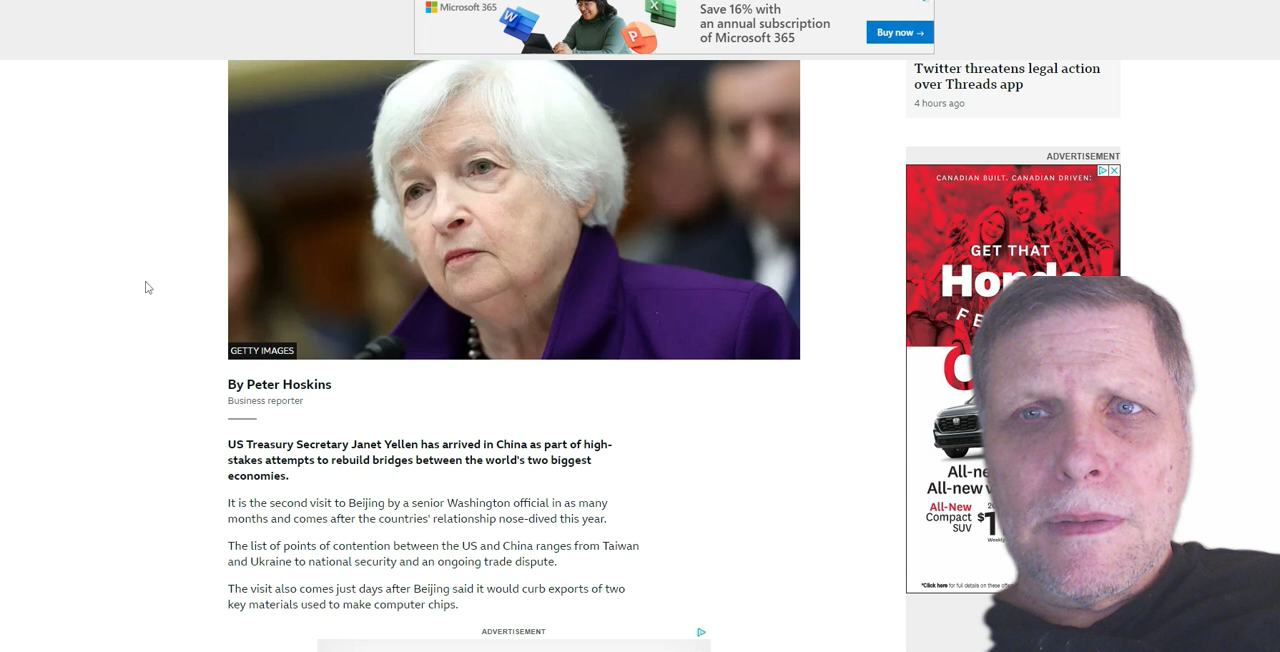 Microsoft 365
Save 16% with
an annual subscription
of Microsoft 365
Buy now →
W
X
P
Twitter threatens legal action
over Threads app
4 hours ago
ADVERTISEMENT
CANADIAN BUILT. CANADIAN DRIVEN:
GET THAT
GETTY IMAGES
By Peter Hoskins
Business reporter
US Treasury Secretary Janet Yellen has arrived in China as part of high-
stakes attempts to rebuild bridges between the world's two biggest
economies.
It is the second visit to Beijing by a senior Washington official in as many
months and comes after the countries' relationship nose-dived this year.
The list of points of contention between the US and China ranges from Taiwan
and Ukraine to national security and an ongoing trade dispute.
The visit also comes just days after Beijing said it would curb exports of two
key materials used to make computer chips.
ADVERTISEMENT
All-new
All-New
Compact
SUV
$1
*Click here for full details on these